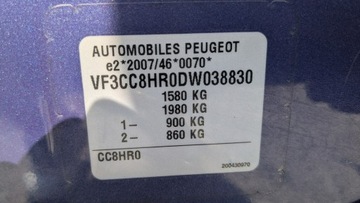 AUTOMOBILES PEUGEOT
e2*2007/46*0070*
VF3CC8HR0DW038830
1580 KG
1980 KG
1– 900 KG
2– 860 KG
CC8HR0